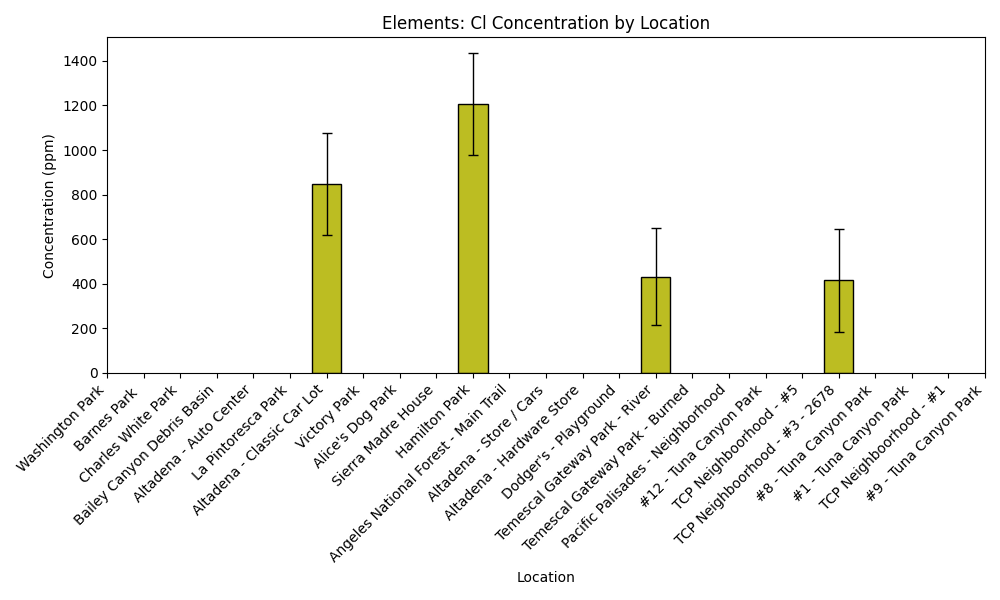 Elements: Cl Concentration by Location
Concentration (ppm)
1400
1200
1000
800
600
400
200
0
Washington Park
Barnes Park
Charles White Park
Bailey Canyon Debris Basin
Altadena - Auto Center
La Pintoresca Park
Altadena - Classic Car Lot
Victory Park
Alice's Dog Park
Sierra Madre House
Hamilton Park
Angeles National Forest - Main Trail
Altadena - Store / Cars
Altadena - Hardware Store
Dodger's - Playground
Temescal Gateway Park - River
Temescal Gateway Park - Burned
Pacific Palisades - Neighborhood
#12 - Tuna Canyon Park
TCP Neighborhood - #5
TCP Neighboorhood - #3 - 2678
#8 - Tuna Canyon Park
#1 - Tuna Canyon Park
TCP Neighborhood - #1
#9 - Tuna Canyon Park
Location